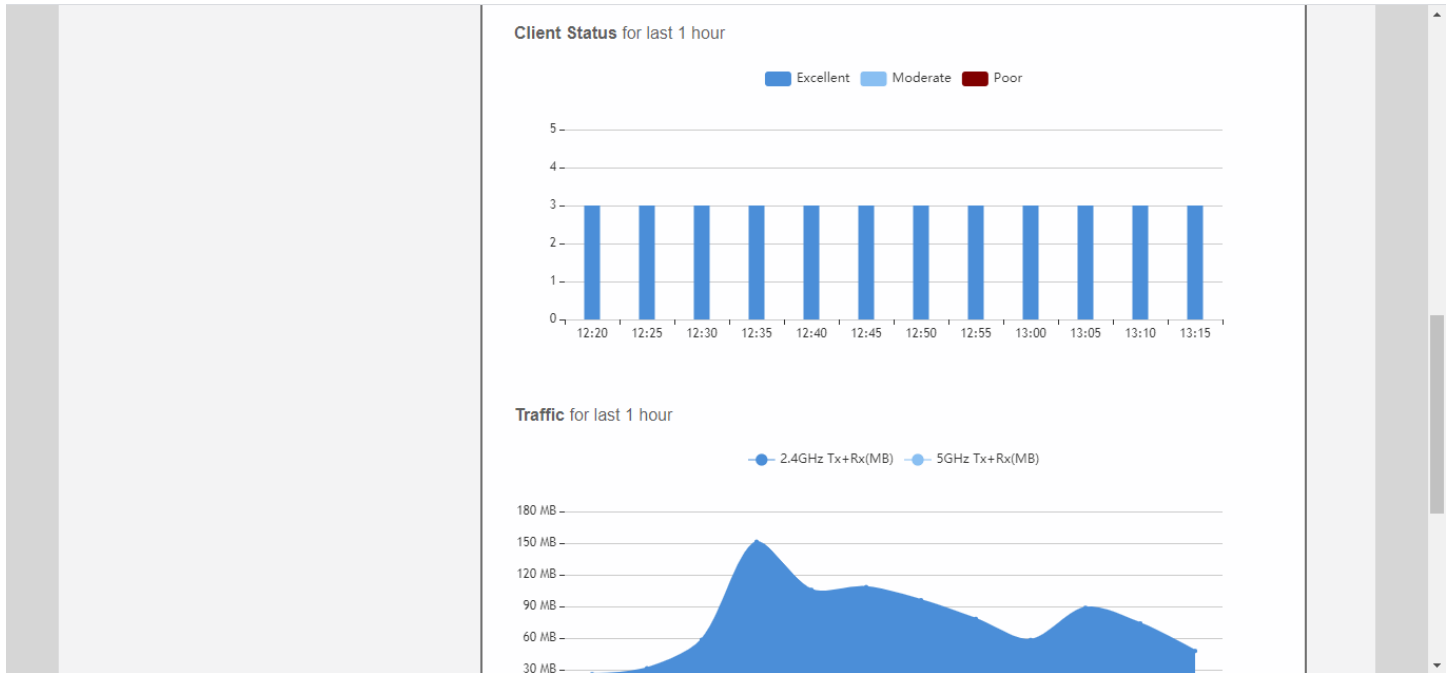 Client Status for last 1 hour
Excellent Moderate Poor
5
4
3
2
1
0
12:20 12:25 12:30 12:35 12:40 12:45 12:50 12:55 13:00 13:05 13:10 13:15
Traffic for last 1 hour
2.4GHz Tx+Rx(MB) 5GHz Tx+Rx(MB)
180 MB
150 MB
120 MB
90 MB
60 MB
30 MB